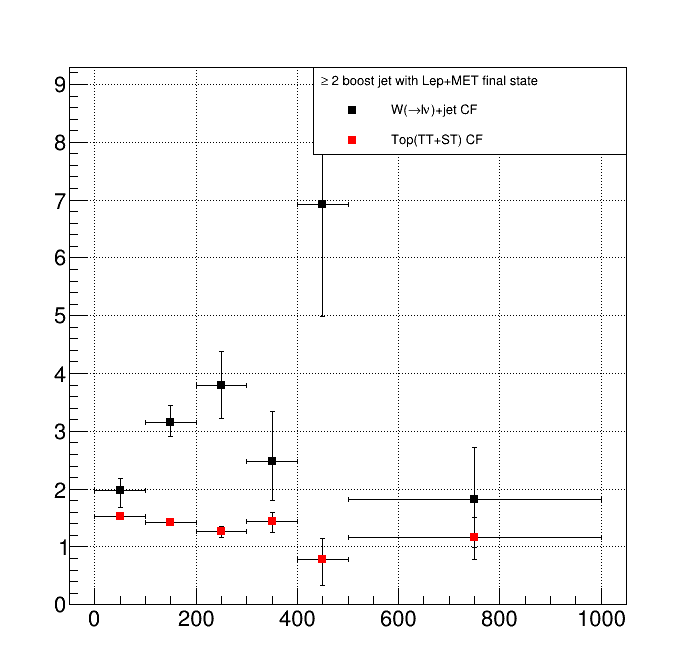 ≥ 2 boost jet with Lep+MET final state
W(→lν)+jet CF
Top(TT+ST) CF
9
8
7
6
5
4
3
2
1
0
0 200 400 600 800 1000